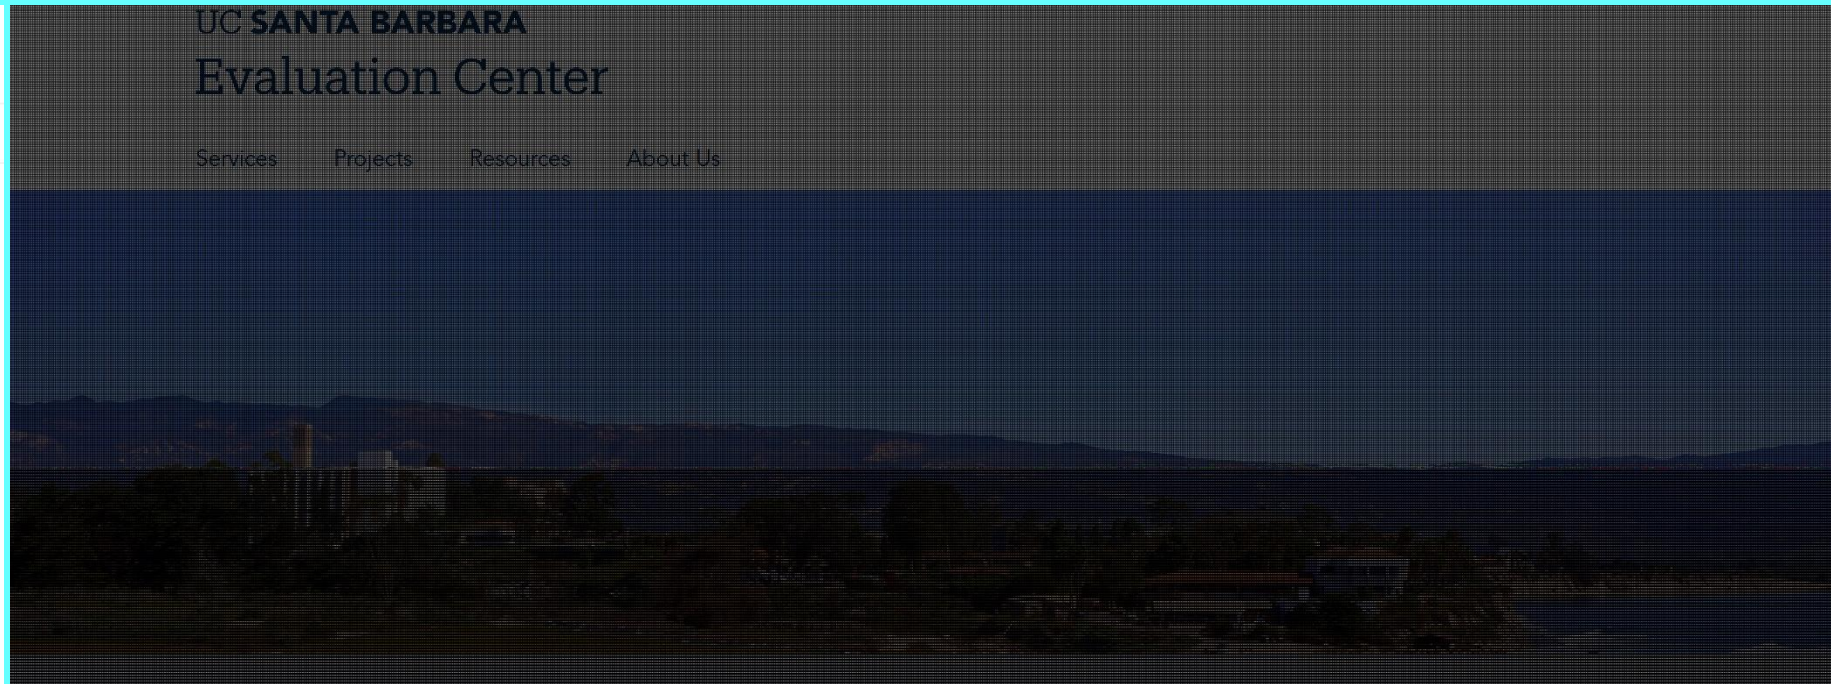 UC SANTA BARBARA
Evaluation Center
Services Projects Resources About Us